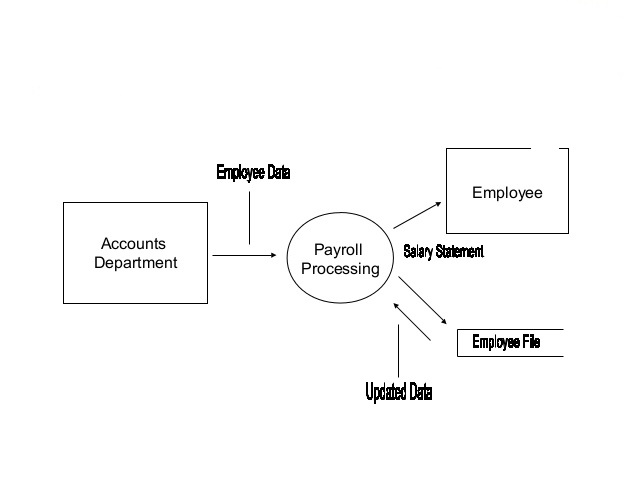 Employee Data
Employee
Accounts
Department
Payroll
Processing
Salary Statement
Employee File
Updated Data